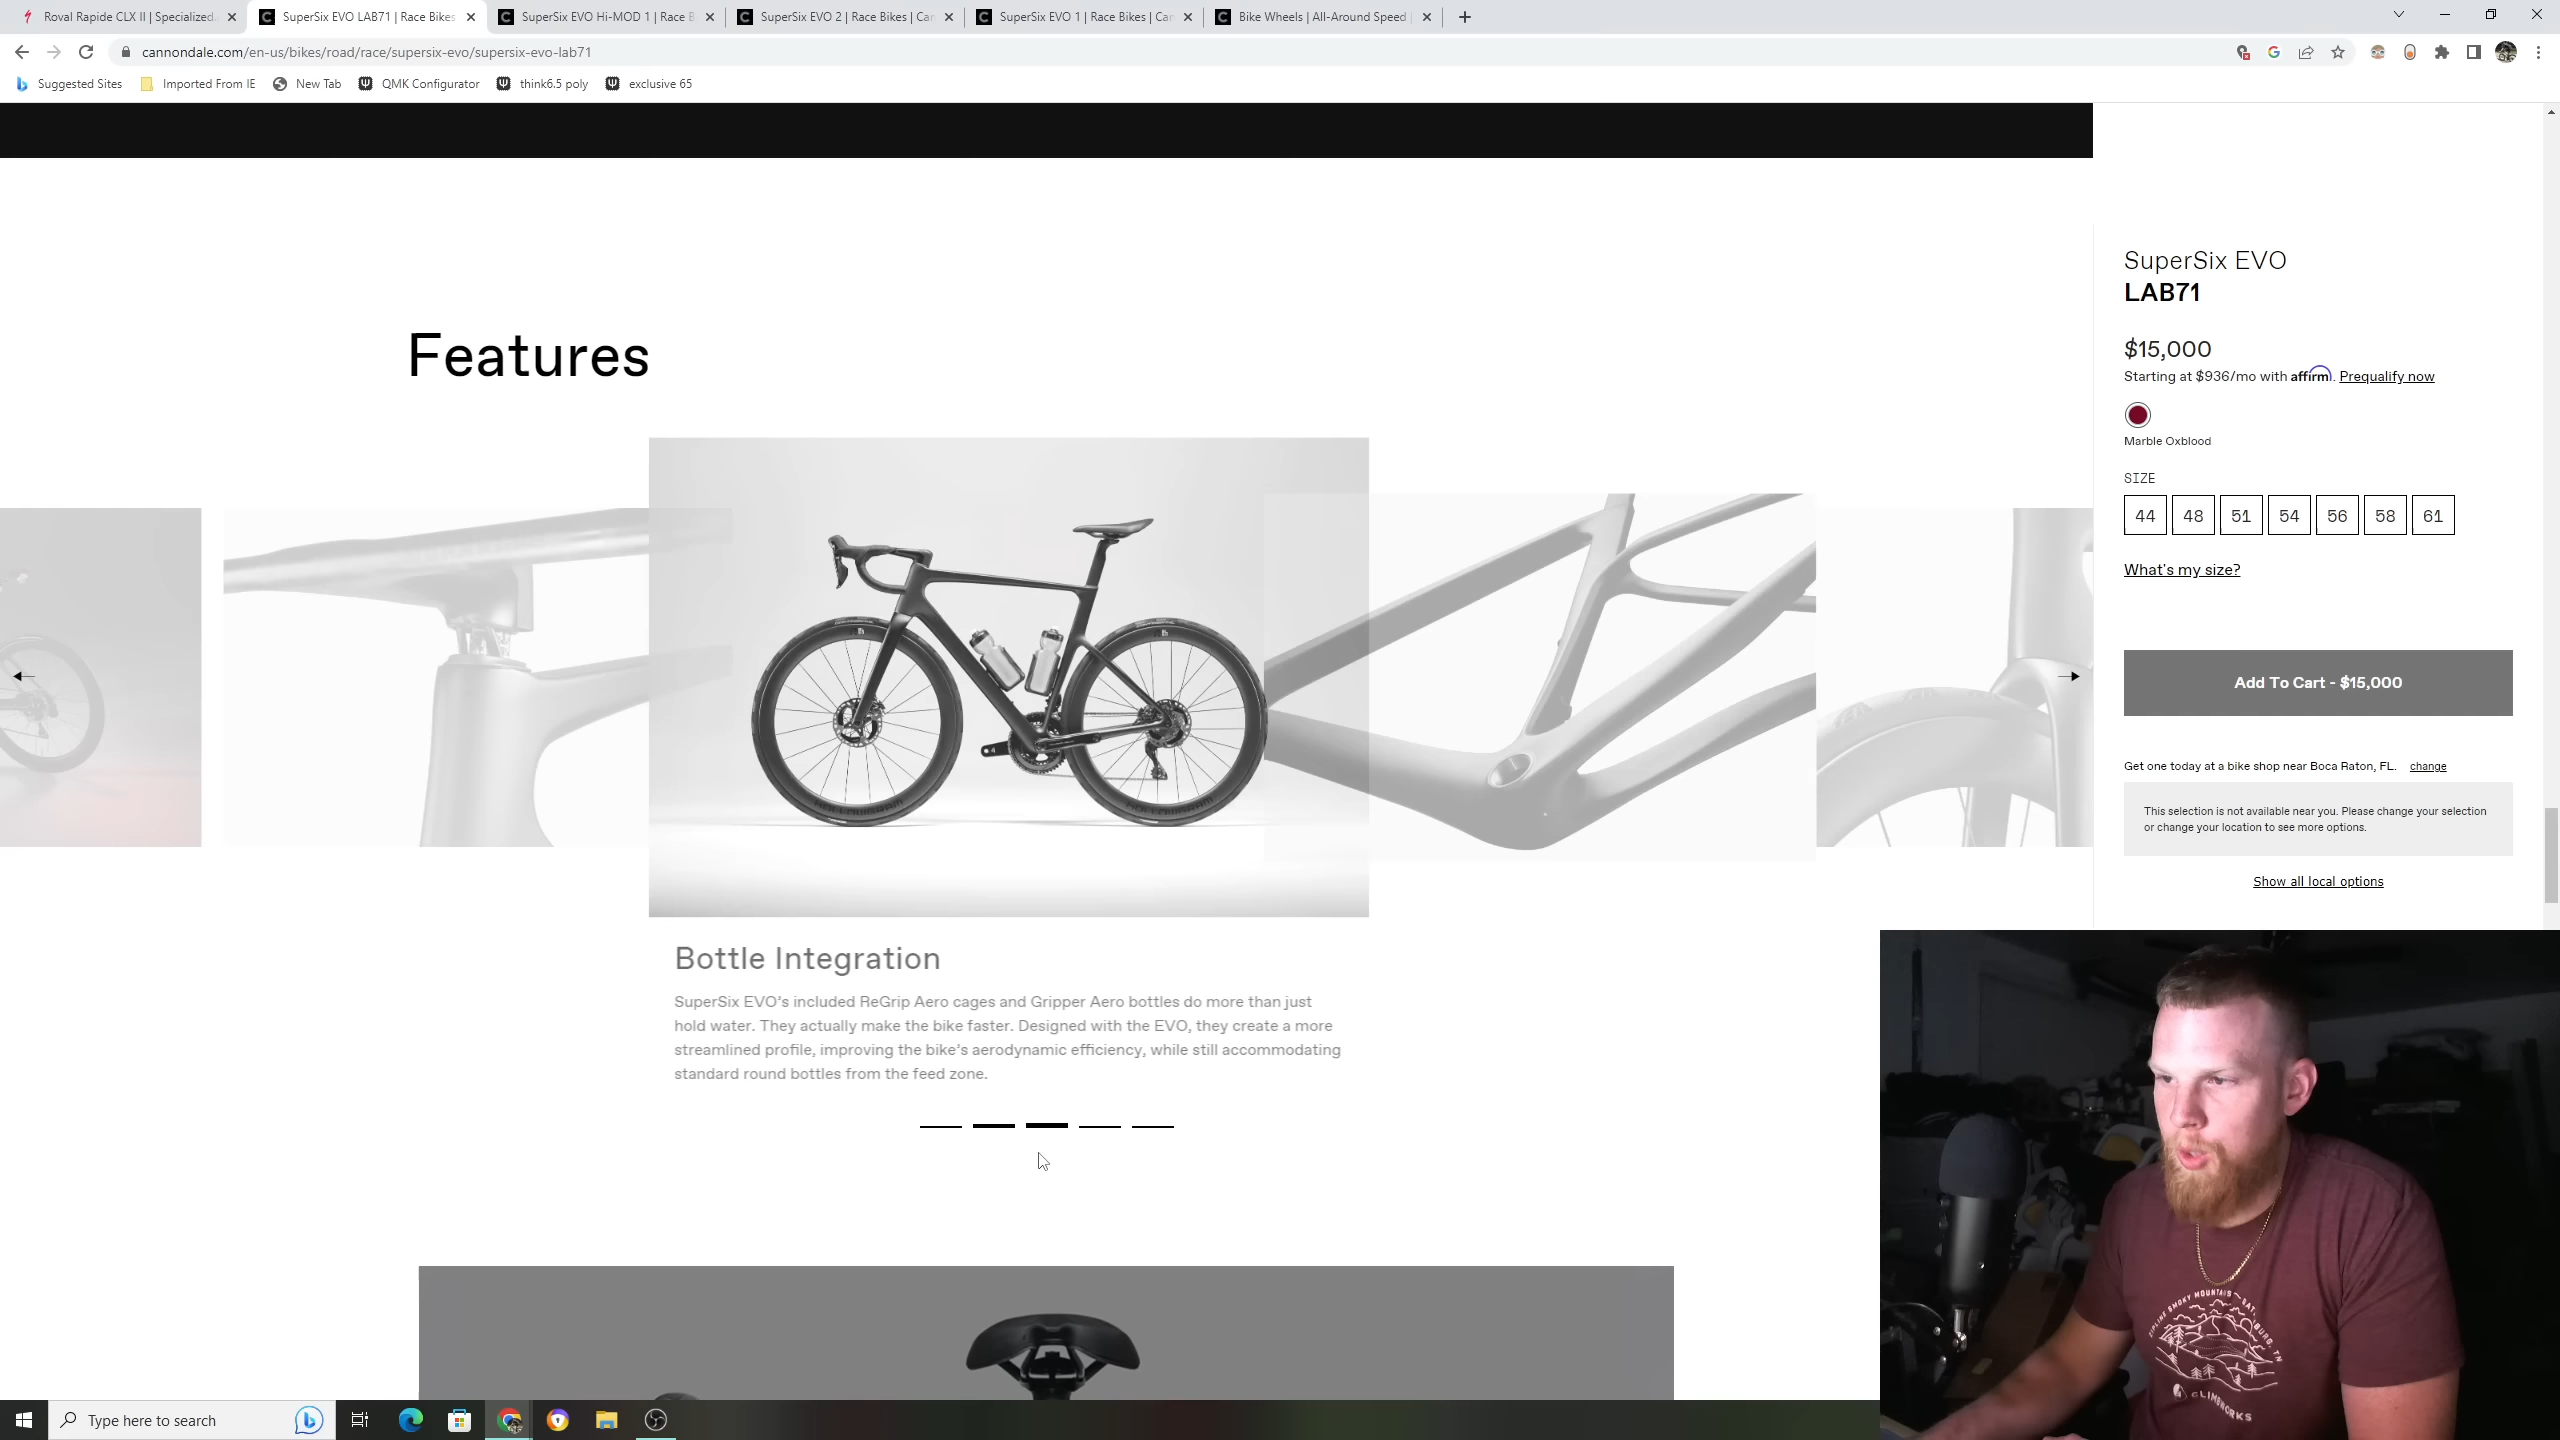 Roval Rapide CLX II | Specialized.
SuperSix EVO LAB71 | Race Bikes
SuperSix EVO Hi-MOD 1 | Race B
SuperSix EVO 2 | Race Bikes | Can
SuperSix EVO 1 | Race Bikes | Can
Bike Wheels | All-Around Speed |
cannondale.com/en-us/bikes/road/race/supersix-evo/supersix-evo-lab71
Suggested Sites
Imported From IE
New Tab
QMK Configurator
think6.5 poly
exclusive 65
Features
Bottle Integration
SuperSix EVO's included ReGrip Aero cages and Gripper Aero bottles do more than just
hold water. They actually make the bike faster. Designed with the EVO, they create a more
streamlined profile, improving the bike's aerodynamic efficiency, while still accommodating
standard round bottles from the feed zone.
SuperSix EVO
LAB71
$15,000
Starting at $936/mo with affirm. Prequalify now
Marble Oxblood
SIZE
44 48 51 54 56 58 61
What's my size?
Add To Cart - $15,000
Get one today at a bike shop near Boca Raton, FL. change
This selection is not available near you. Please change your selection
or change your location to see more options.
Show all local options
ZIPLINE SMOKY MOUNTAINS
CLIMBWORKS
Type here to search